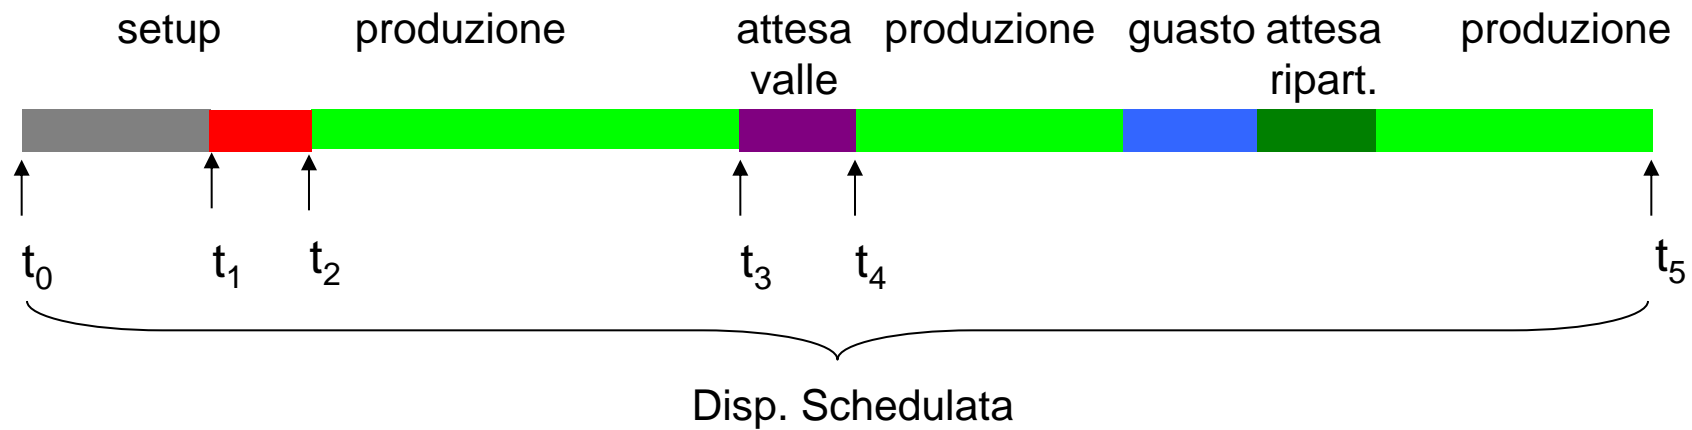 setup produzione attesa produzione guasto attesa produzione
valle ripart.
t₀ t₁ t₂ t₃ t₄ t₅
Disp. Schedulata